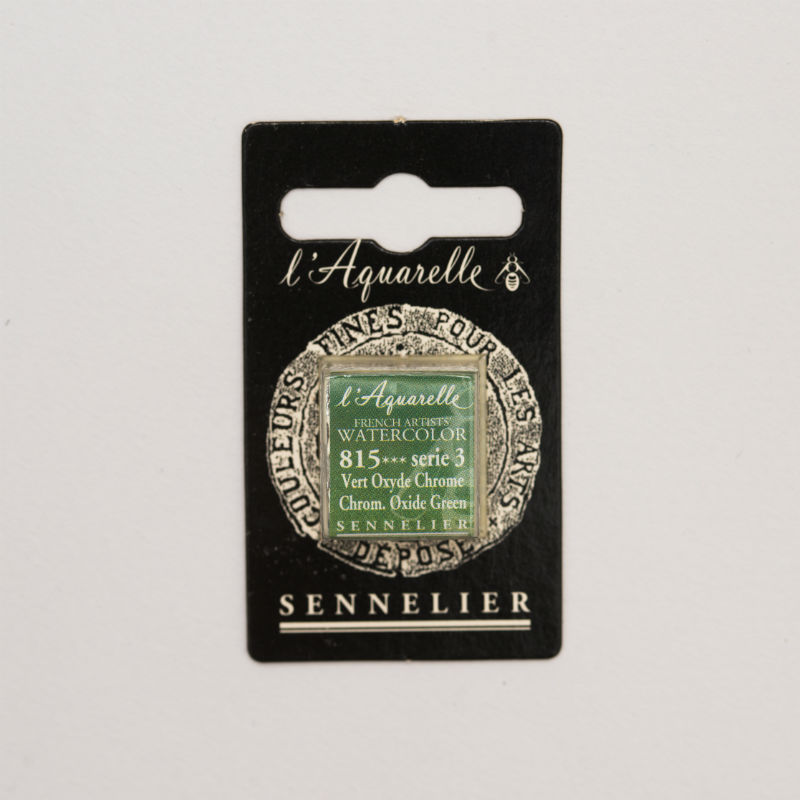 l'Aquarelle
COULEURS FINES POUR LES ARTS
DÉPOSÉ
l'Aquarelle
FRENCH ARTISTS'
WATERCOLOR
815*** serie 3
Vert Oxyde Chrome
Chrom. Oxide Green
SENNELIER
SENNELIER